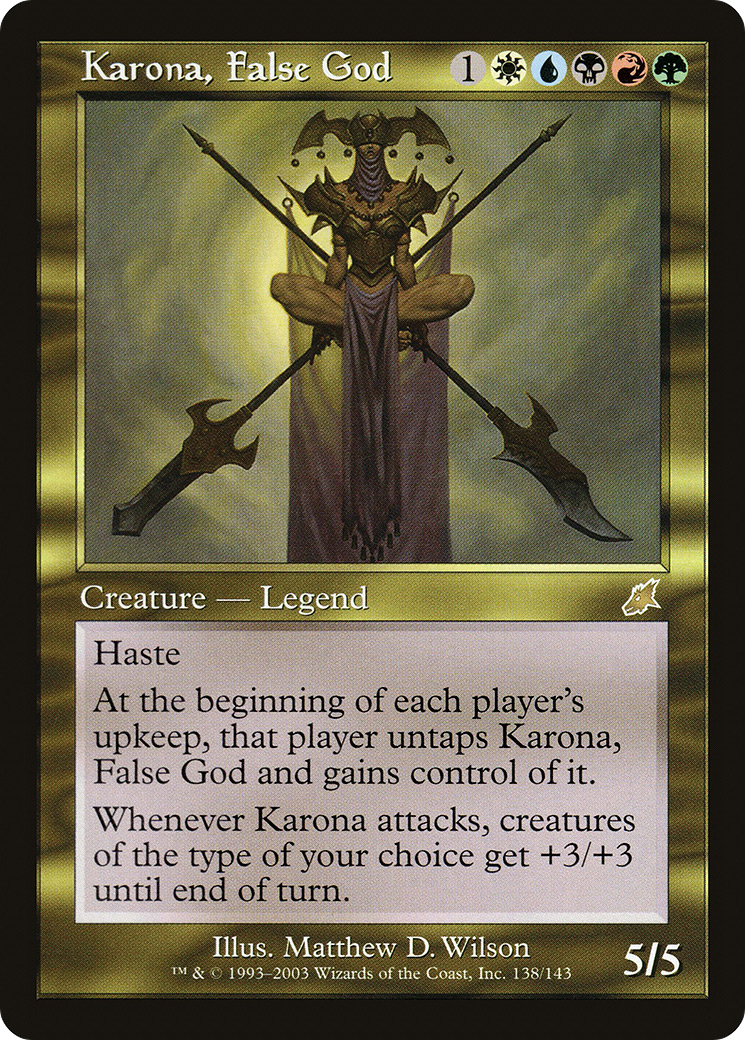 Karona, False God 1
Creature — Legend
Haste
At the beginning of each player's
upkeep, that player untaps Karona,
False God and gains control of it.
Whenever Karona attacks, creatures
of the type of your choice get +3/+3
until end of turn.
Illus. Matthew D. Wilson
™ & © 1993–2003 Wizards of the Coast, Inc. 138/143
5/5